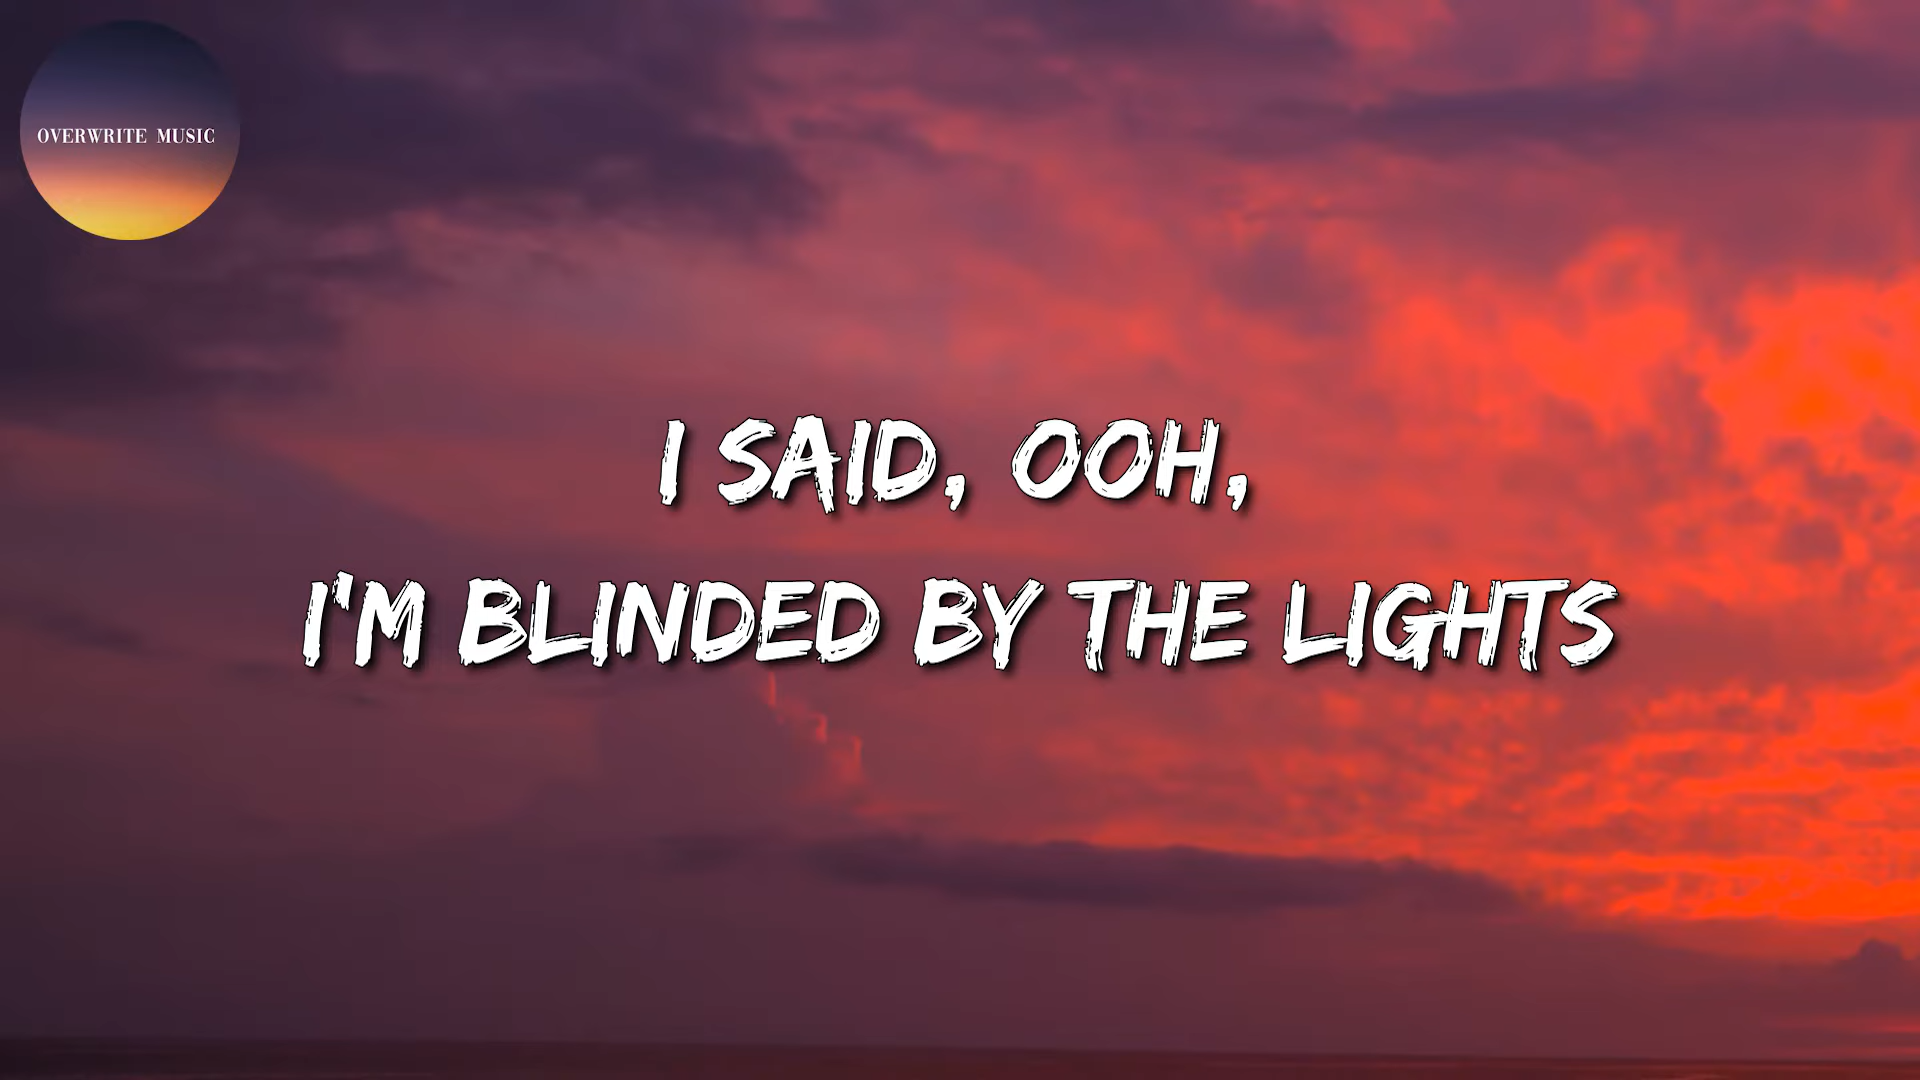 OVERWRITE MUSIC
I SAID, OOH,
I'M BLINDED BY THE LIGHTS